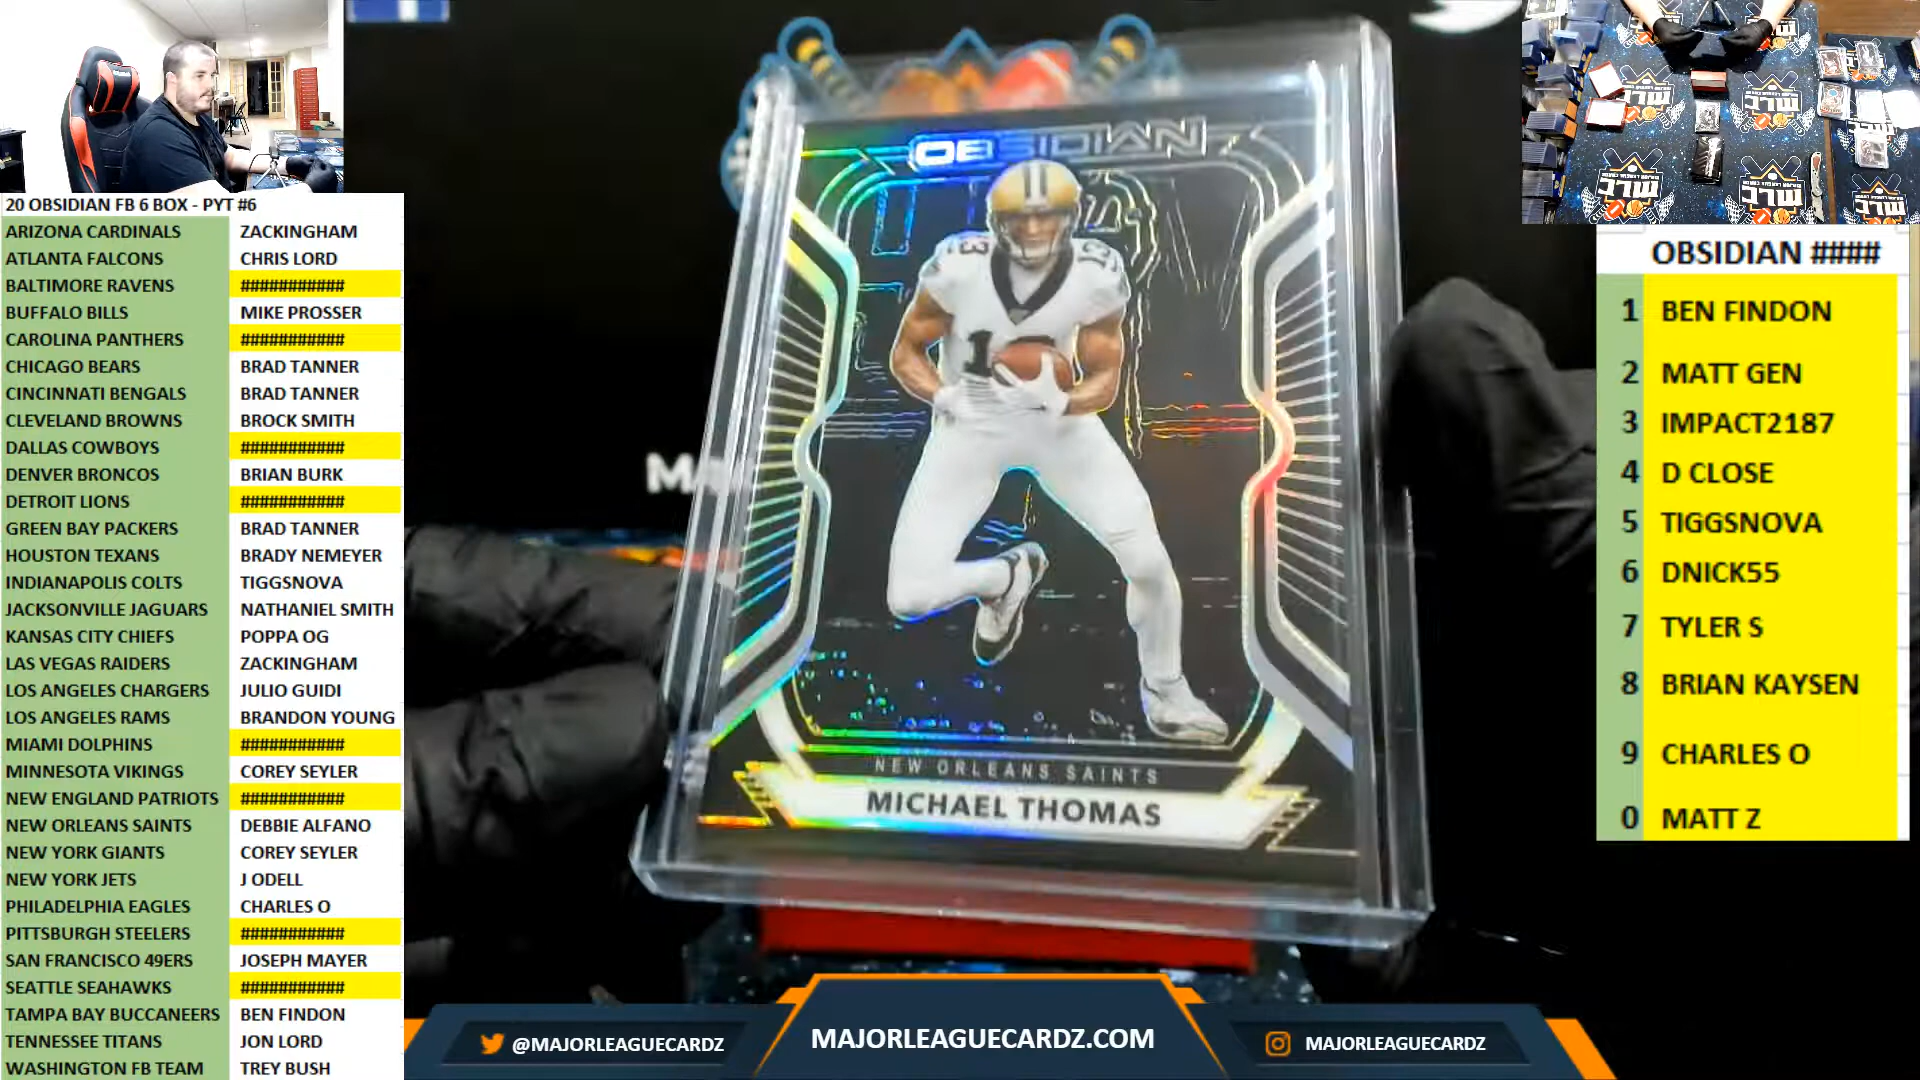 20 OBSIDIAN FB 6 BOX - PYT #6
ARIZONA CARDINALS ZACKINGHAM
ATLANTA FALCONS CHRIS LORD
BALTIMORE RAVENS ###########
BUFFALO BILLS MIKE PROSSER
CAROLINA PANTHERS ###########
CHICAGO BEARS BRAD TANNER
CINCINNATI BENGALS BRAD TANNER
CLEVELAND BROWNS BROCK SMITH
DALLAS COWBOYS ###########
DENVER BRONCOS BRIAN BURK
DETROIT LIONS ###########
GREEN BAY PACKERS BRAD TANNER
HOUSTON TEXANS BRADY NEMEYER
INDIANAPOLIS COLTS TIGGSNOVA
JACKSONVILLE JAGUARS NATHANIEL SMITH
KANSAS CITY CHIEFS POPPA OG
LAS VEGAS RAIDERS ZACKINGHAM
LOS ANGELES CHARGERS JULIO GUIDI
LOS ANGELES RAMS BRANDON YOUNG
MIAMI DOLPHINS ###########
MINNESOTA VIKINGS COREY SEYLER
NEW ENGLAND PATRIOTS ###########
NEW ORLEANS SAINTS DEBBIE ALFANO
NEW YORK GIANTS COREY SEYLER
NEW YORK JETS J ODELL
PHILADELPHIA EAGLES CHARLES O
PITTSBURGH STEELERS ###########
SAN FRANCISCO 49ERS JOSEPH MAYER
SEATTLE SEAHAWKS ###########
TAMPA BAY BUCCANEERS BEN FINDON
TENNESSEE TITANS JON LORD
WASHINGTON FB TEAM TREY BUSH
OBSIDIAN
13
NEW ORLEANS SAINTS
MICHAEL THOMAS
@MAJORLEAGUECARDZ
MAJORLEAGUECARDZ.COM
MAJORLEAGUECARDZ
OBSIDIAN ####
1 BEN FINDON
2 MATT GEN
3 IMPACT2187
4 D CLOSE
5 TIGGSNOVA
6 DNICK55
7 TYLER S
8 BRIAN KAYSEN
9 CHARLES O
0 MATT Z